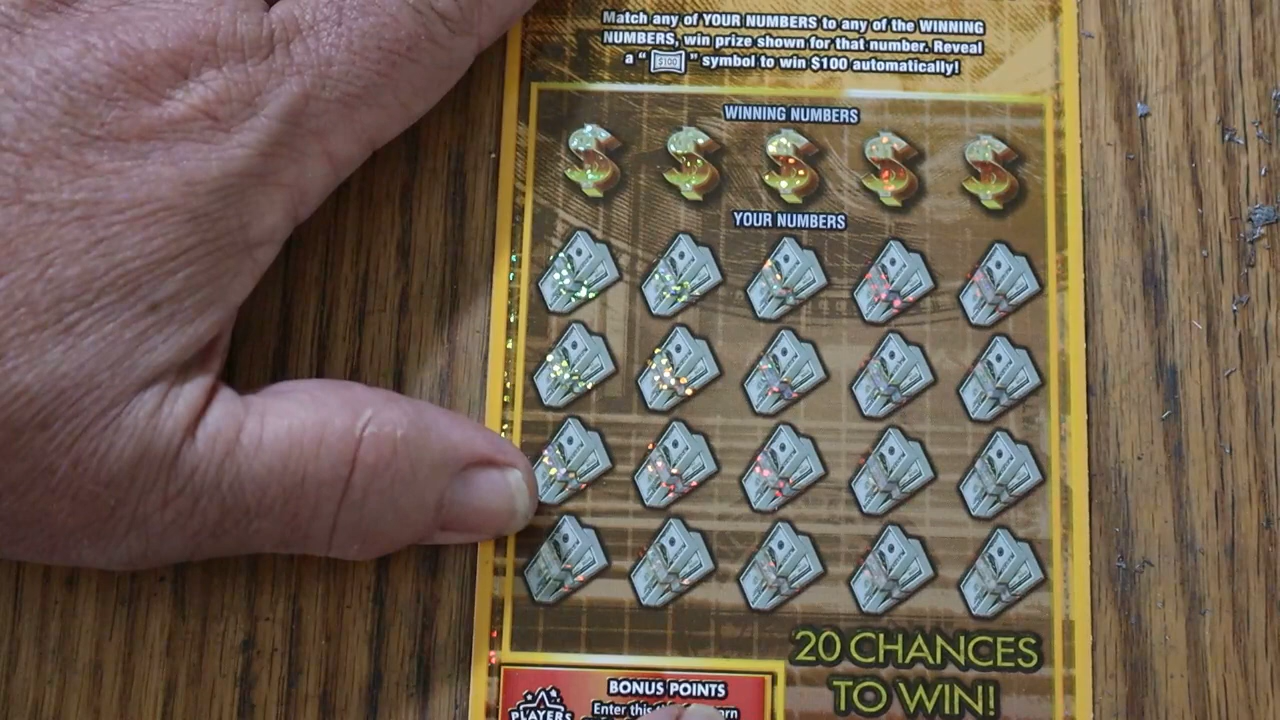 Match any of YOUR NUMBERS to any of the WINNING
NUMBERS, win prize shown for that number. Reveal
a "$100" symbol to win $100 automatically!
WINNING NUMBERS
YOUR NUMBERS
20 CHANCES
TO WIN!
BONUS POINTS
PLAYERS
Enter this